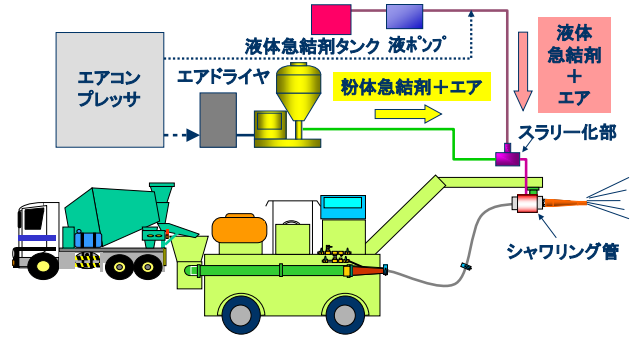 液体急結剤タンク
液ﾎﾟﾝﾌﾟ
液体
急結剤
＋
エア
エアコン
プレッサ
エアドライヤ
粉体急結剤＋エア
スラリー化部
シャワリング管